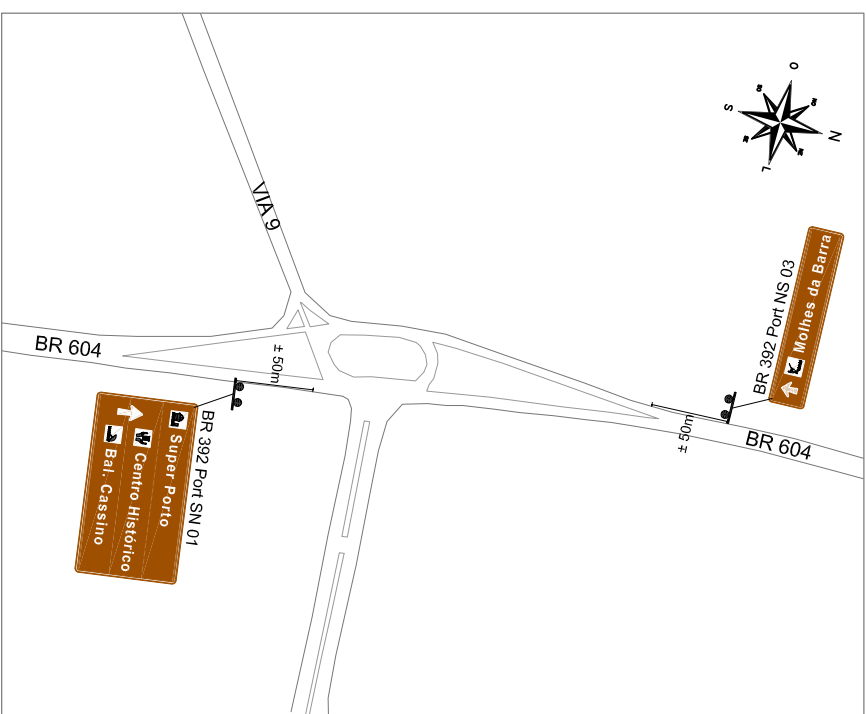 O
N
S
L
VIA 9
Molhes da Barra
BR 392 Port NS 03
BR 604
± 50m
± 50m
BR 604
Super Porto
Centro Histórico
Bal. Cassino
BR 392 Port SN 01